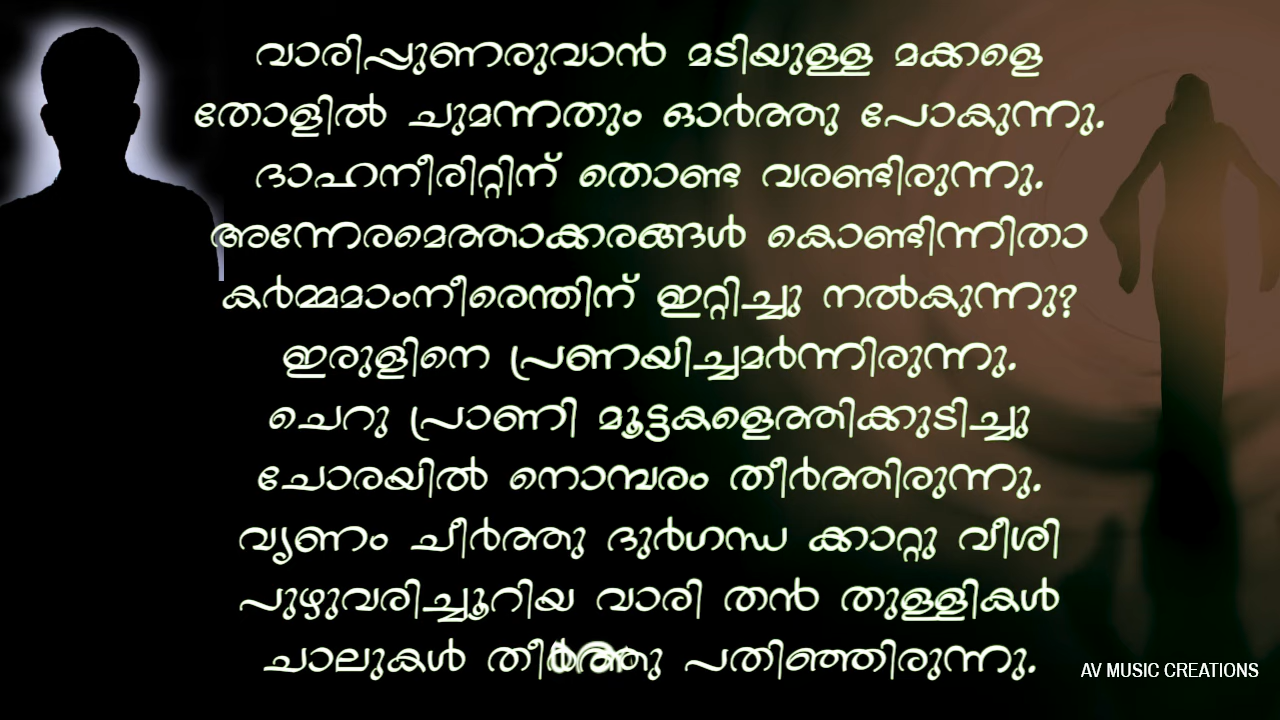 വാരിപ്പുണരുവാൻ മടിയുള്ള മക്കളെ
തോളിൽ ചുമന്നതും ഓർത്തു പോകുന്നു.
ദാഹനീരിറ്റിന് തൊണ്ട വരണ്ടിരുന്നു.
അന്നേരമെത്താക്കരങ്ങൾ കൊണ്ടിന്നിതാ
കർമ്മമാംനീരെന്തിന് ഇറ്റിച്ചു നൽകുന്നു?
ഇരുളിനെ പ്രണയിച്ചമർന്നിരുന്നു.
ചെറു പ്രാണി മൂട്ടകളെത്തിക്കുടിച്ചു
ചോരയിൽ നൊമ്പരം തീർത്തിരുന്നു.
വൃണം ചീർത്തു ദുർഗന്ധ ക്കാറ്റു വീശി
പുഴുവരിച്ചൂറിയ വാരി തൻ തുള്ളികൾ
ചാലുകൾ തീർത്തു പതിഞ്ഞിരുന്നു.
AV MUSIC CREATIONS